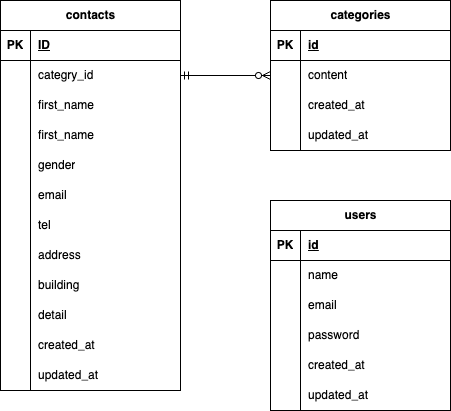 contacts
PK ID
categry_id
first_name
first_name
gender
email
tel
address
building
detail
created_at
updated_at
categories
PK id
content
created_at
updated_at
users
PK id
name
email
password
created_at
updated_at